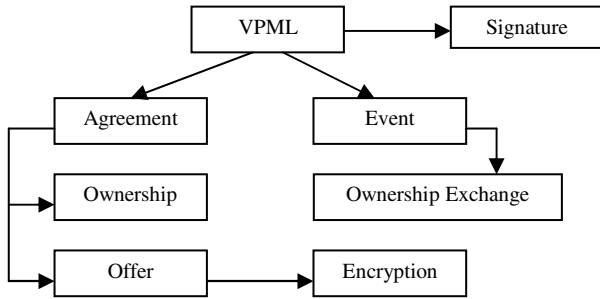 VPML
Signature
Agreement
Event
Ownership
Ownership Exchange
Offer
Encryption